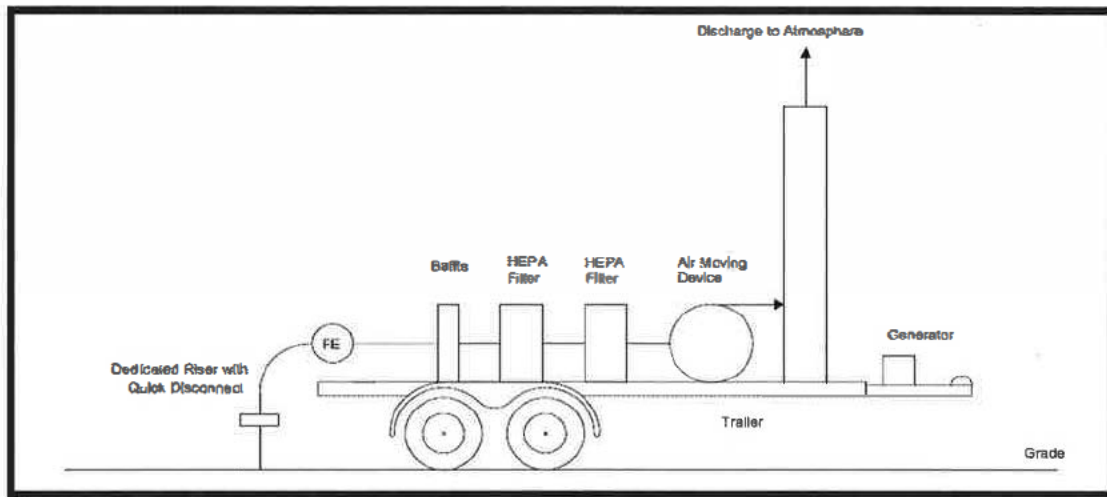 Discharge to Atmosphere
Baffle
HEPA
Filter
HEPA
Filter
Air Moving
Device
Generator
FE
Dedicated Riser with
Quick Disconnect
Trailer
Grade